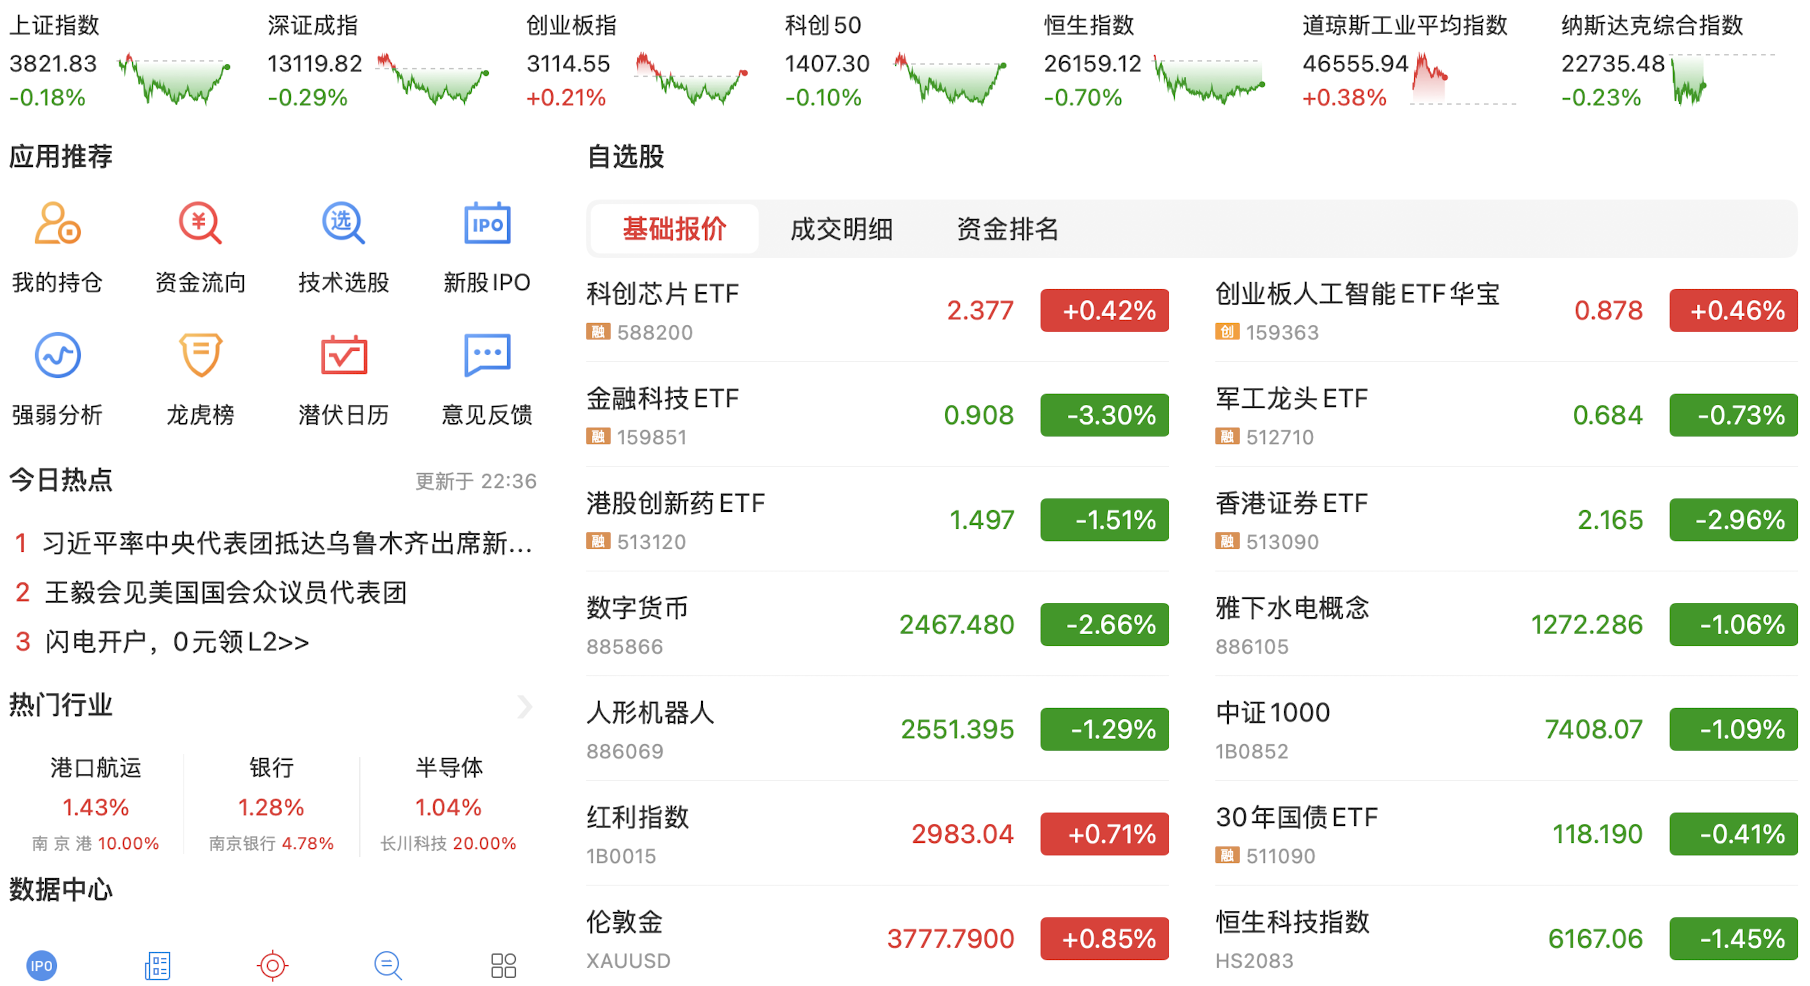 上证指数
3821.83
-0.18%
深证成指
13119.82
-0.29%
创业板指
3114.55
+0.21%
科创50
1407.30
-0.10%
恒生指数
26159.12
-0.70%
道琼斯工业平均指数
46555.94
+0.38%
纳斯达克综合指数
22735.48
-0.23%
应用推荐
¥
选
IPO
我的持仓
资金流向
技术选股
新股IPO
强弱分析
龙虎榜
潜伏日历
意见反馈
今日热点
更新于 22:36
1 习近平率中央代表团抵达乌鲁木齐出席新...
2 王毅会见美国国会众议员代表团
3 闪电开户，0元领L2>>
热门行业
港口航运
1.43%
南 京 港 10.00%
银行
1.28%
南京银行 4.78%
半导体
1.04%
长川科技 20.00%
数据中心
IPO
自选股
基础报价
成交明细
资金排名
科创芯片ETF
融 588200
2.377
+0.42%
创业板人工智能ETF华宝
创 159363
0.878
+0.46%
金融科技ETF
融 159851
0.908
-3.30%
军工龙头ETF
融 512710
0.684
-0.73%
港股创新药ETF
融 513120
1.497
-1.51%
香港证券ETF
融 513090
2.165
-2.96%
数字货币
885866
2467.480
-2.66%
雅下水电概念
886105
1272.286
-1.06%
人形机器人
886069
2551.395
-1.29%
中证1000
1B0852
7408.07
-1.09%
红利指数
1B0015
2983.04
+0.71%
30年国债ETF
融 511090
118.190
-0.41%
伦敦金
XAUUSD
3777.7900
+0.85%
恒生科技指数
HS2083
6167.06
-1.45%